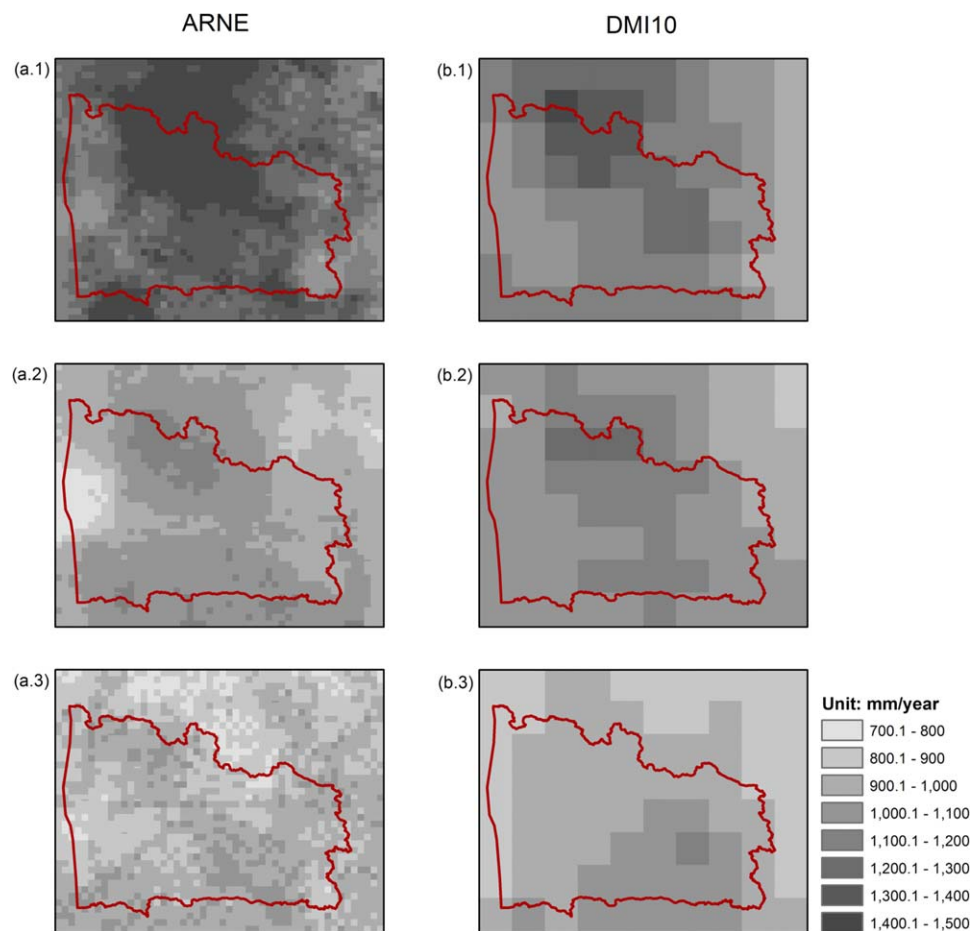 ARNE
DMI10
(a.1)
(b.1)
(a.2)
(b.2)
(a.3)
(b.3)
Unit: mm/year
700.1 - 800
800.1 - 900
900.1 - 1,000
1,000.1 - 1,100
1,100.1 - 1,200
1,200.1 - 1,300
1,300.1 - 1,400
1,400.1 - 1,500